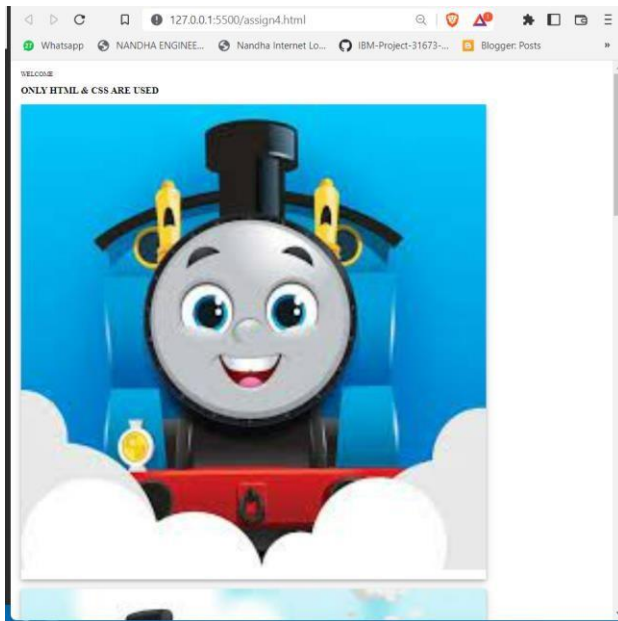 127.0.0.1:5500/assign4.html
Whatsapp NANDHA ENGINEE... Nandha Internet Lo... IBM-Project-31673-... Blogger: Posts »
WELCOME
ONLY HTML & CSS ARE USED